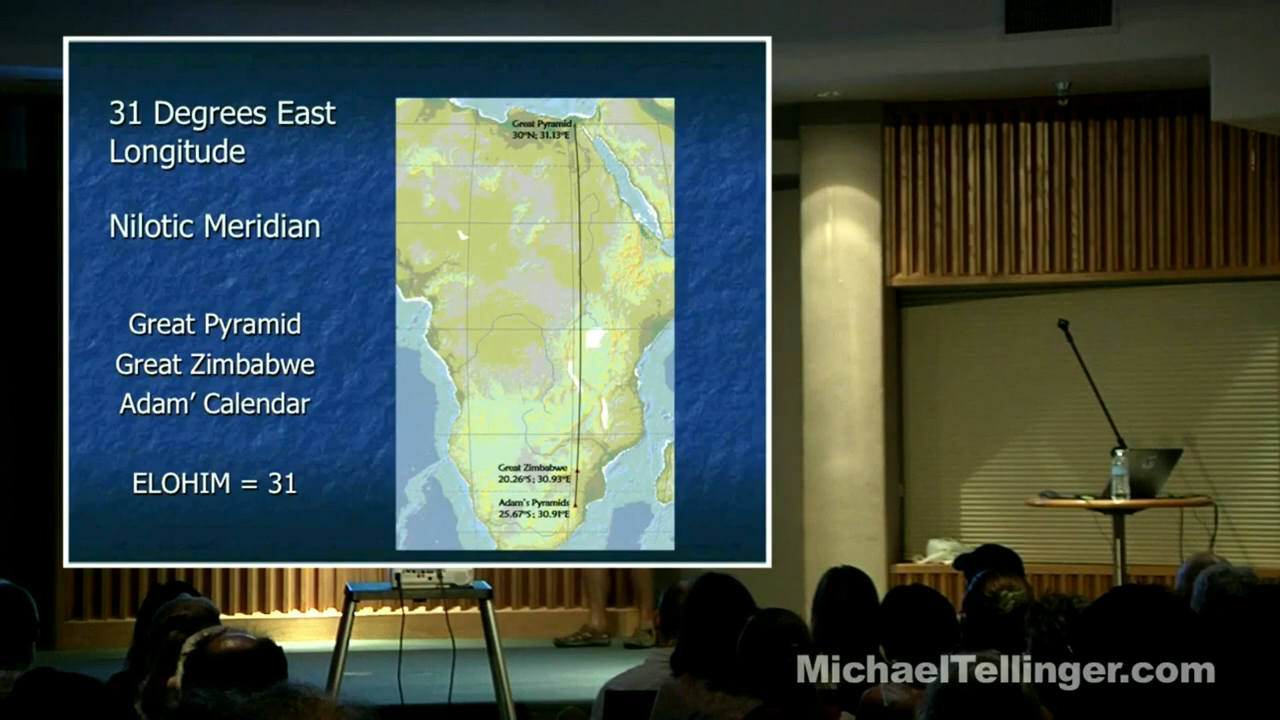 31 Degrees East
Longitude
Nilotic Meridian
Great Pyramid
Great Zimbabwe
Adam’ Calendar
ELOHIM = 31
Great Pyramid
30°N; 31.13°E
Great Zimbabwe
20.26°S; 30.93°E
Adam's Pyramids
25.67°S; 30.91°E
MichaelTellinger.com